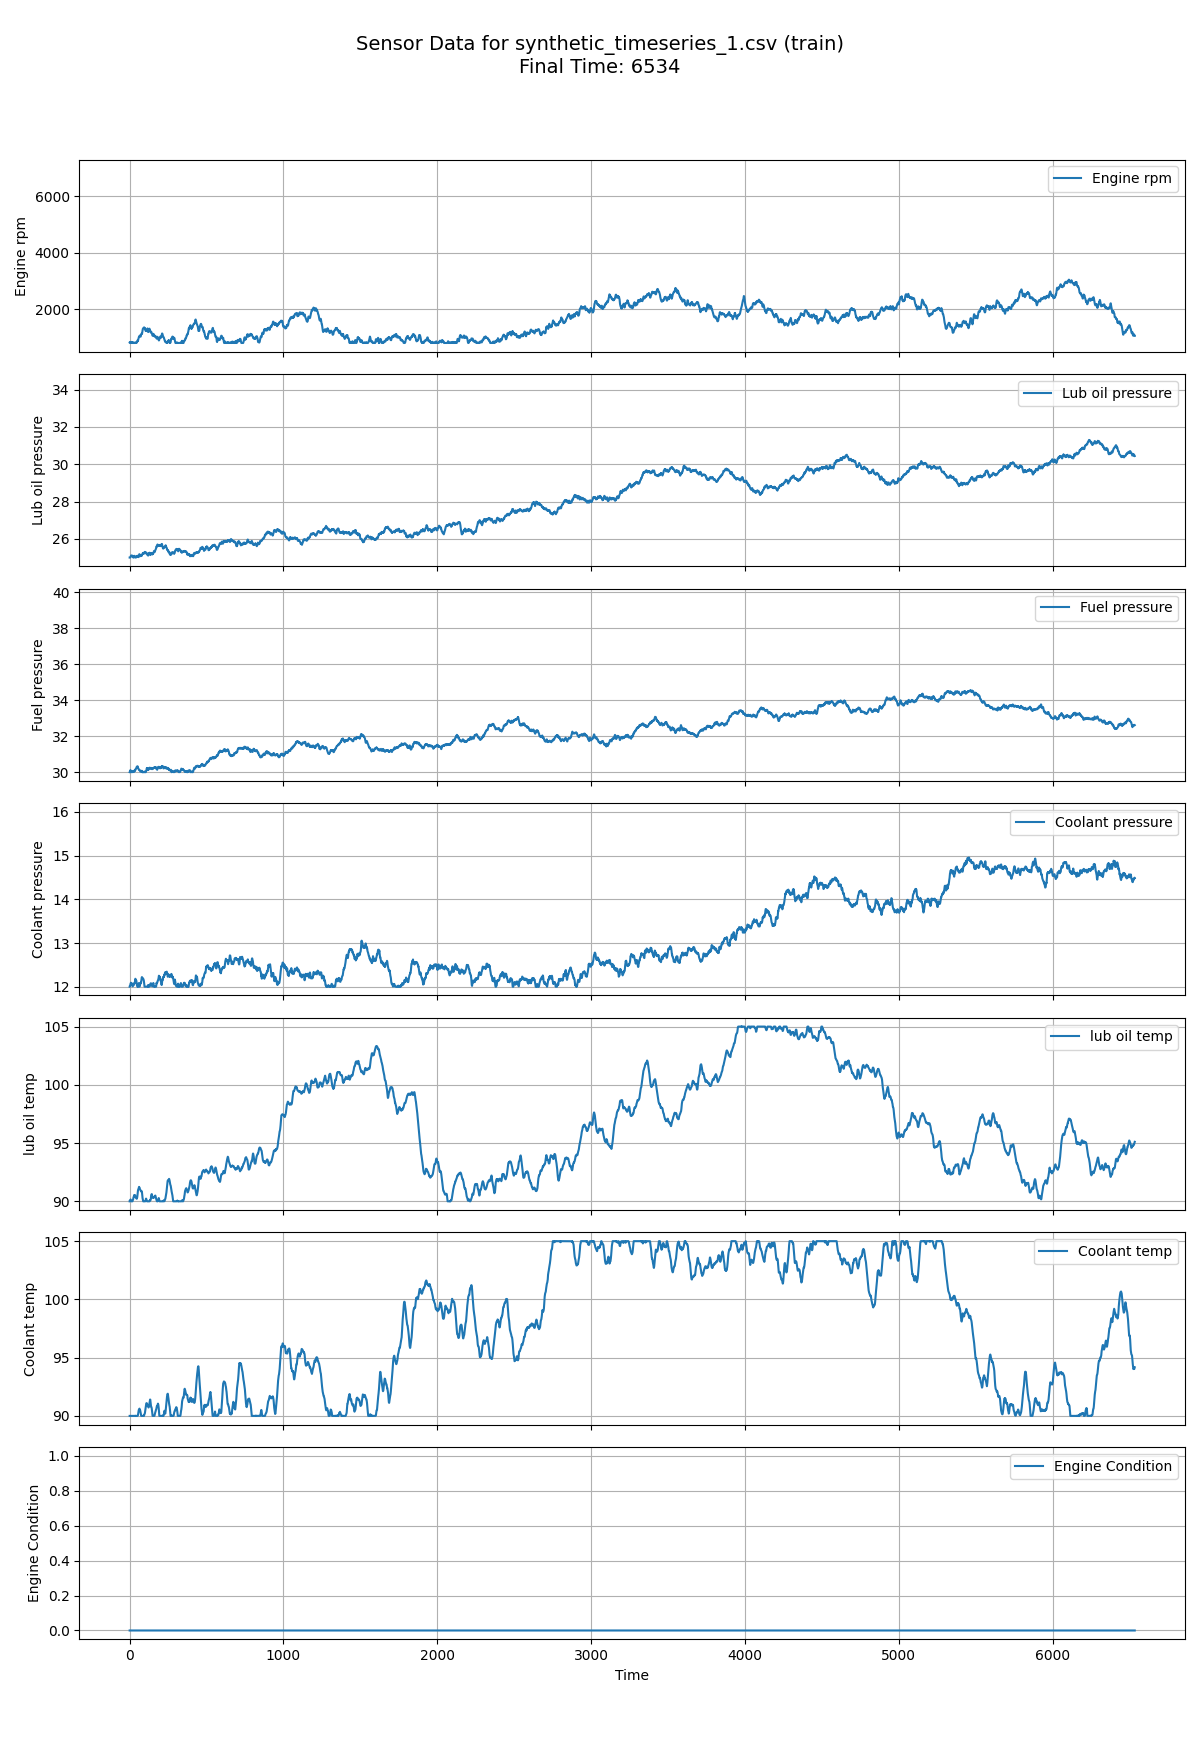 Sensor Data for synthetic_timeseries_1.csv (train)
Final Time: 6534
Engine rpm
6000
4000
2000
Engine rpm
Lub oil pressure
34
32
30
28
26
Lub oil pressure
Fuel pressure
40
38
36
34
32
30
Fuel pressure
Coolant pressure
16
15
14
13
12
Coolant pressure
lub oil temp
105
100
95
90
lub oil temp
Coolant temp
105
100
95
90
Coolant temp
Engine Condition
1.0
0.8
0.6
0.4
0.2
0.0
Engine Condition
0 1000 2000 3000 4000 5000 6000
Time